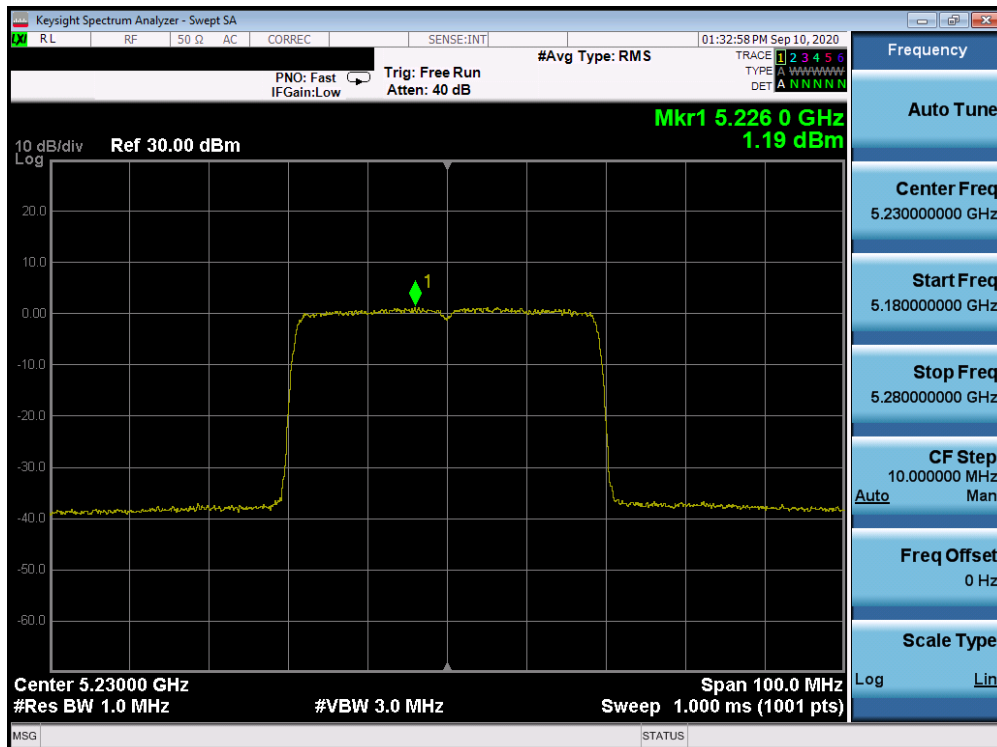 Keysight Spectrum Analyzer - Swept SA
LXI RL RF 50 Ω AC CORREC SENSE:INT 01:32:58 PM Sep 10, 2020
Frequency
#Avg Type: RMS TRACE 1 2 3 4 5 6
PNO: Fast Trig: Free Run TYPE A WWWWW
IFGain:Low Atten: 40 dB DET A N N N N N
Auto Tune
Mkr1 5.226 0 GHz
1.19 dBm
10 dB/div Ref 30.00 dBm
Log
Center Freq
5.230000000 GHz
20.0
10.0
1
Start Freq
5.180000000 GHz
0.00
-10.0
Stop Freq
5.280000000 GHz
-20.0
-30.0
CF Step
10.000000 MHz
Auto Man
-40.0
-50.0
Freq Offset
0 Hz
-60.0
Scale Type
Log Lin
Center 5.23000 GHz Span 100.0 MHz
#Res BW 1.0 MHz #VBW 3.0 MHz Sweep 1.000 ms (1001 pts)
MSG STATUS